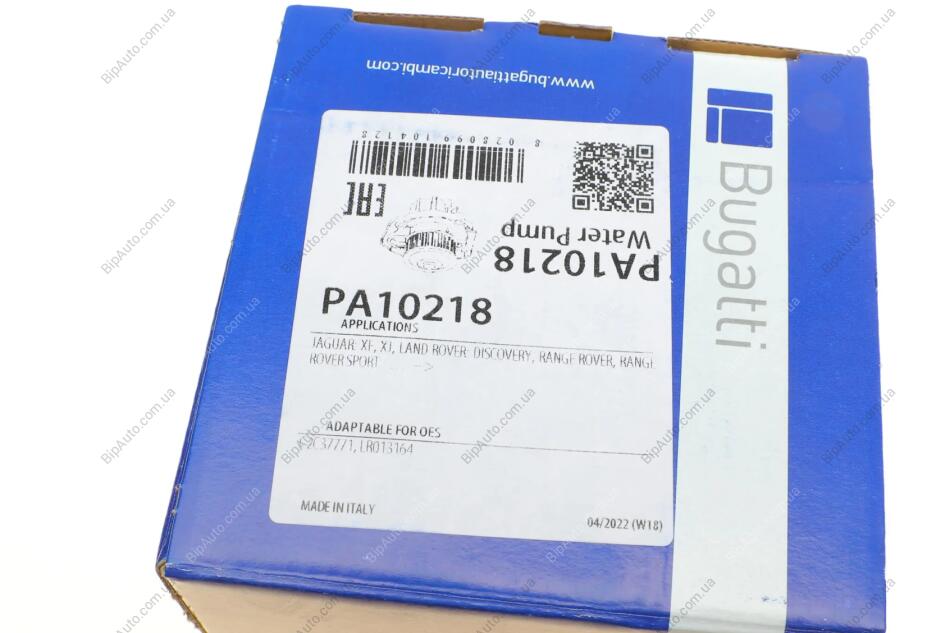 www.bugattiautoricambi.com
Bugatti
8 028099 104128
EAC
Water Pump
PA10218
PA10218
APPLICATIONS
JAGUAR: XF, XJ, LAND ROVER: DISCOVERY, RANGE ROVER, RANGE
ROVER SPORT -->
ADAPTABLE FOR OES
C2C37771, LR013164
MADE IN ITALY
04/2022 (W18)
BipAuto.com.ua